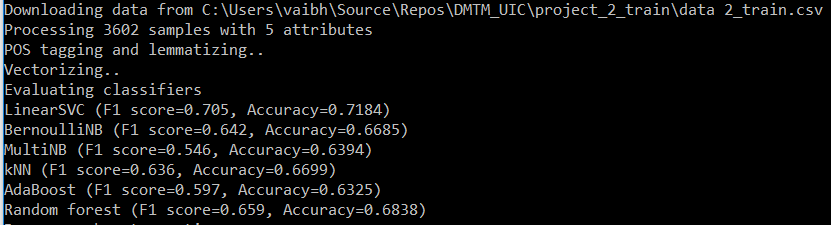 Downloading data from C:\Users\vaibh\Source\Repos\DMTM_UIC\project_2_train\data 2_train.csv
Processing 3602 samples with 5 attributes
POS tagging and lemmatizing..
Vectorizing..
Evaluating classifiers
LinearSVC (F1 score=0.705, Accuracy=0.7184)
BernoulliNB (F1 score=0.642, Accuracy=0.6685)
MultiNB (F1 score=0.546, Accuracy=0.6394)
kNN (F1 score=0.636, Accuracy=0.6699)
AdaBoost (F1 score=0.597, Accuracy=0.6325)
Random forest (F1 score=0.659, Accuracy=0.6838)